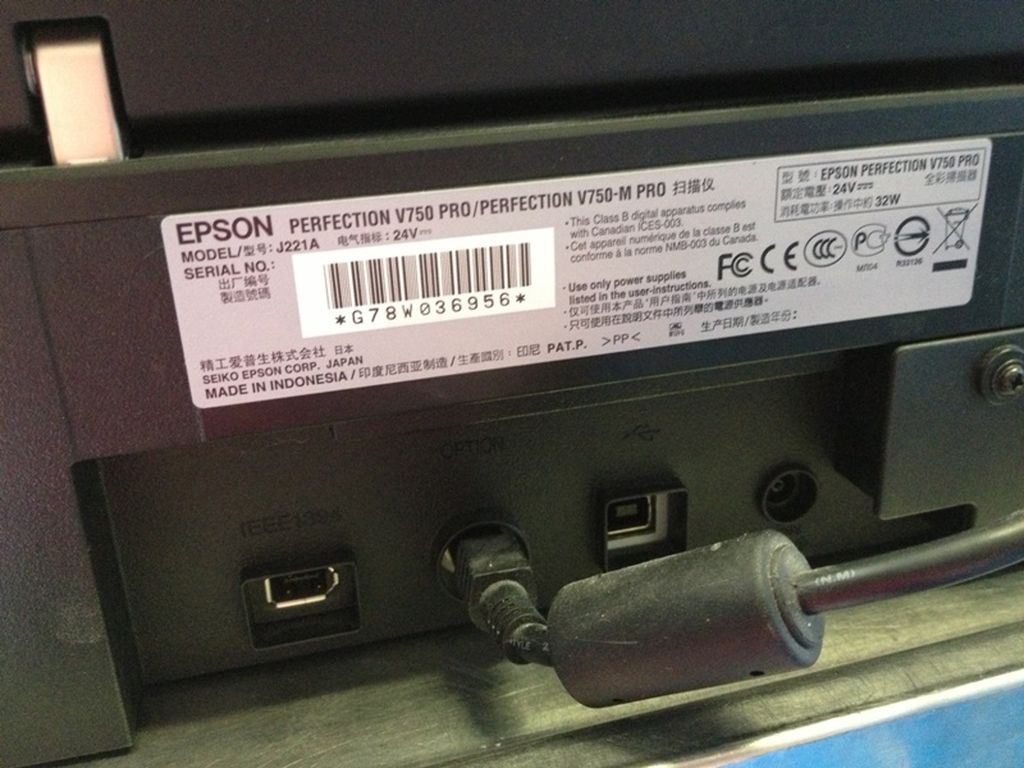 EPSON PERFECTION V750 PRO/PERFECTION V750-M PRO 扫描仪
MODEL/型号: J221A 电气指标: 24V⎓
SERIAL NO.:
出厂编号
製造號碼
*G78W036956*
・This Class B digital apparatus complies
with Canadian ICES-003.
・Cet appareil numérique de la classe B est
conforme à la norme NMB-003 du Canada.
・Use only power supplies
listed in the user-instructions.
・仅可使用本产品"用户指南"中所列的电源及电源适配器.
・只可使用在說明文件中所列舉的電源供應器.
型號: EPSON PERFECTION V750 PRO
額定電壓: 24V⎓ 全彩掃描器
消耗電功率:操作中約 32W
FC CE CCC PC
МЛ04
R33126
精工爱普生株式会社 日本
SEIKO EPSON CORP. JAPAN
MADE IN INDONESIA / 印度尼西亚制造 / 生產國別: 印尼 PAT.P. >PP<
生产日期/製造年份:
IEEE1394
OPTION
(N.M)